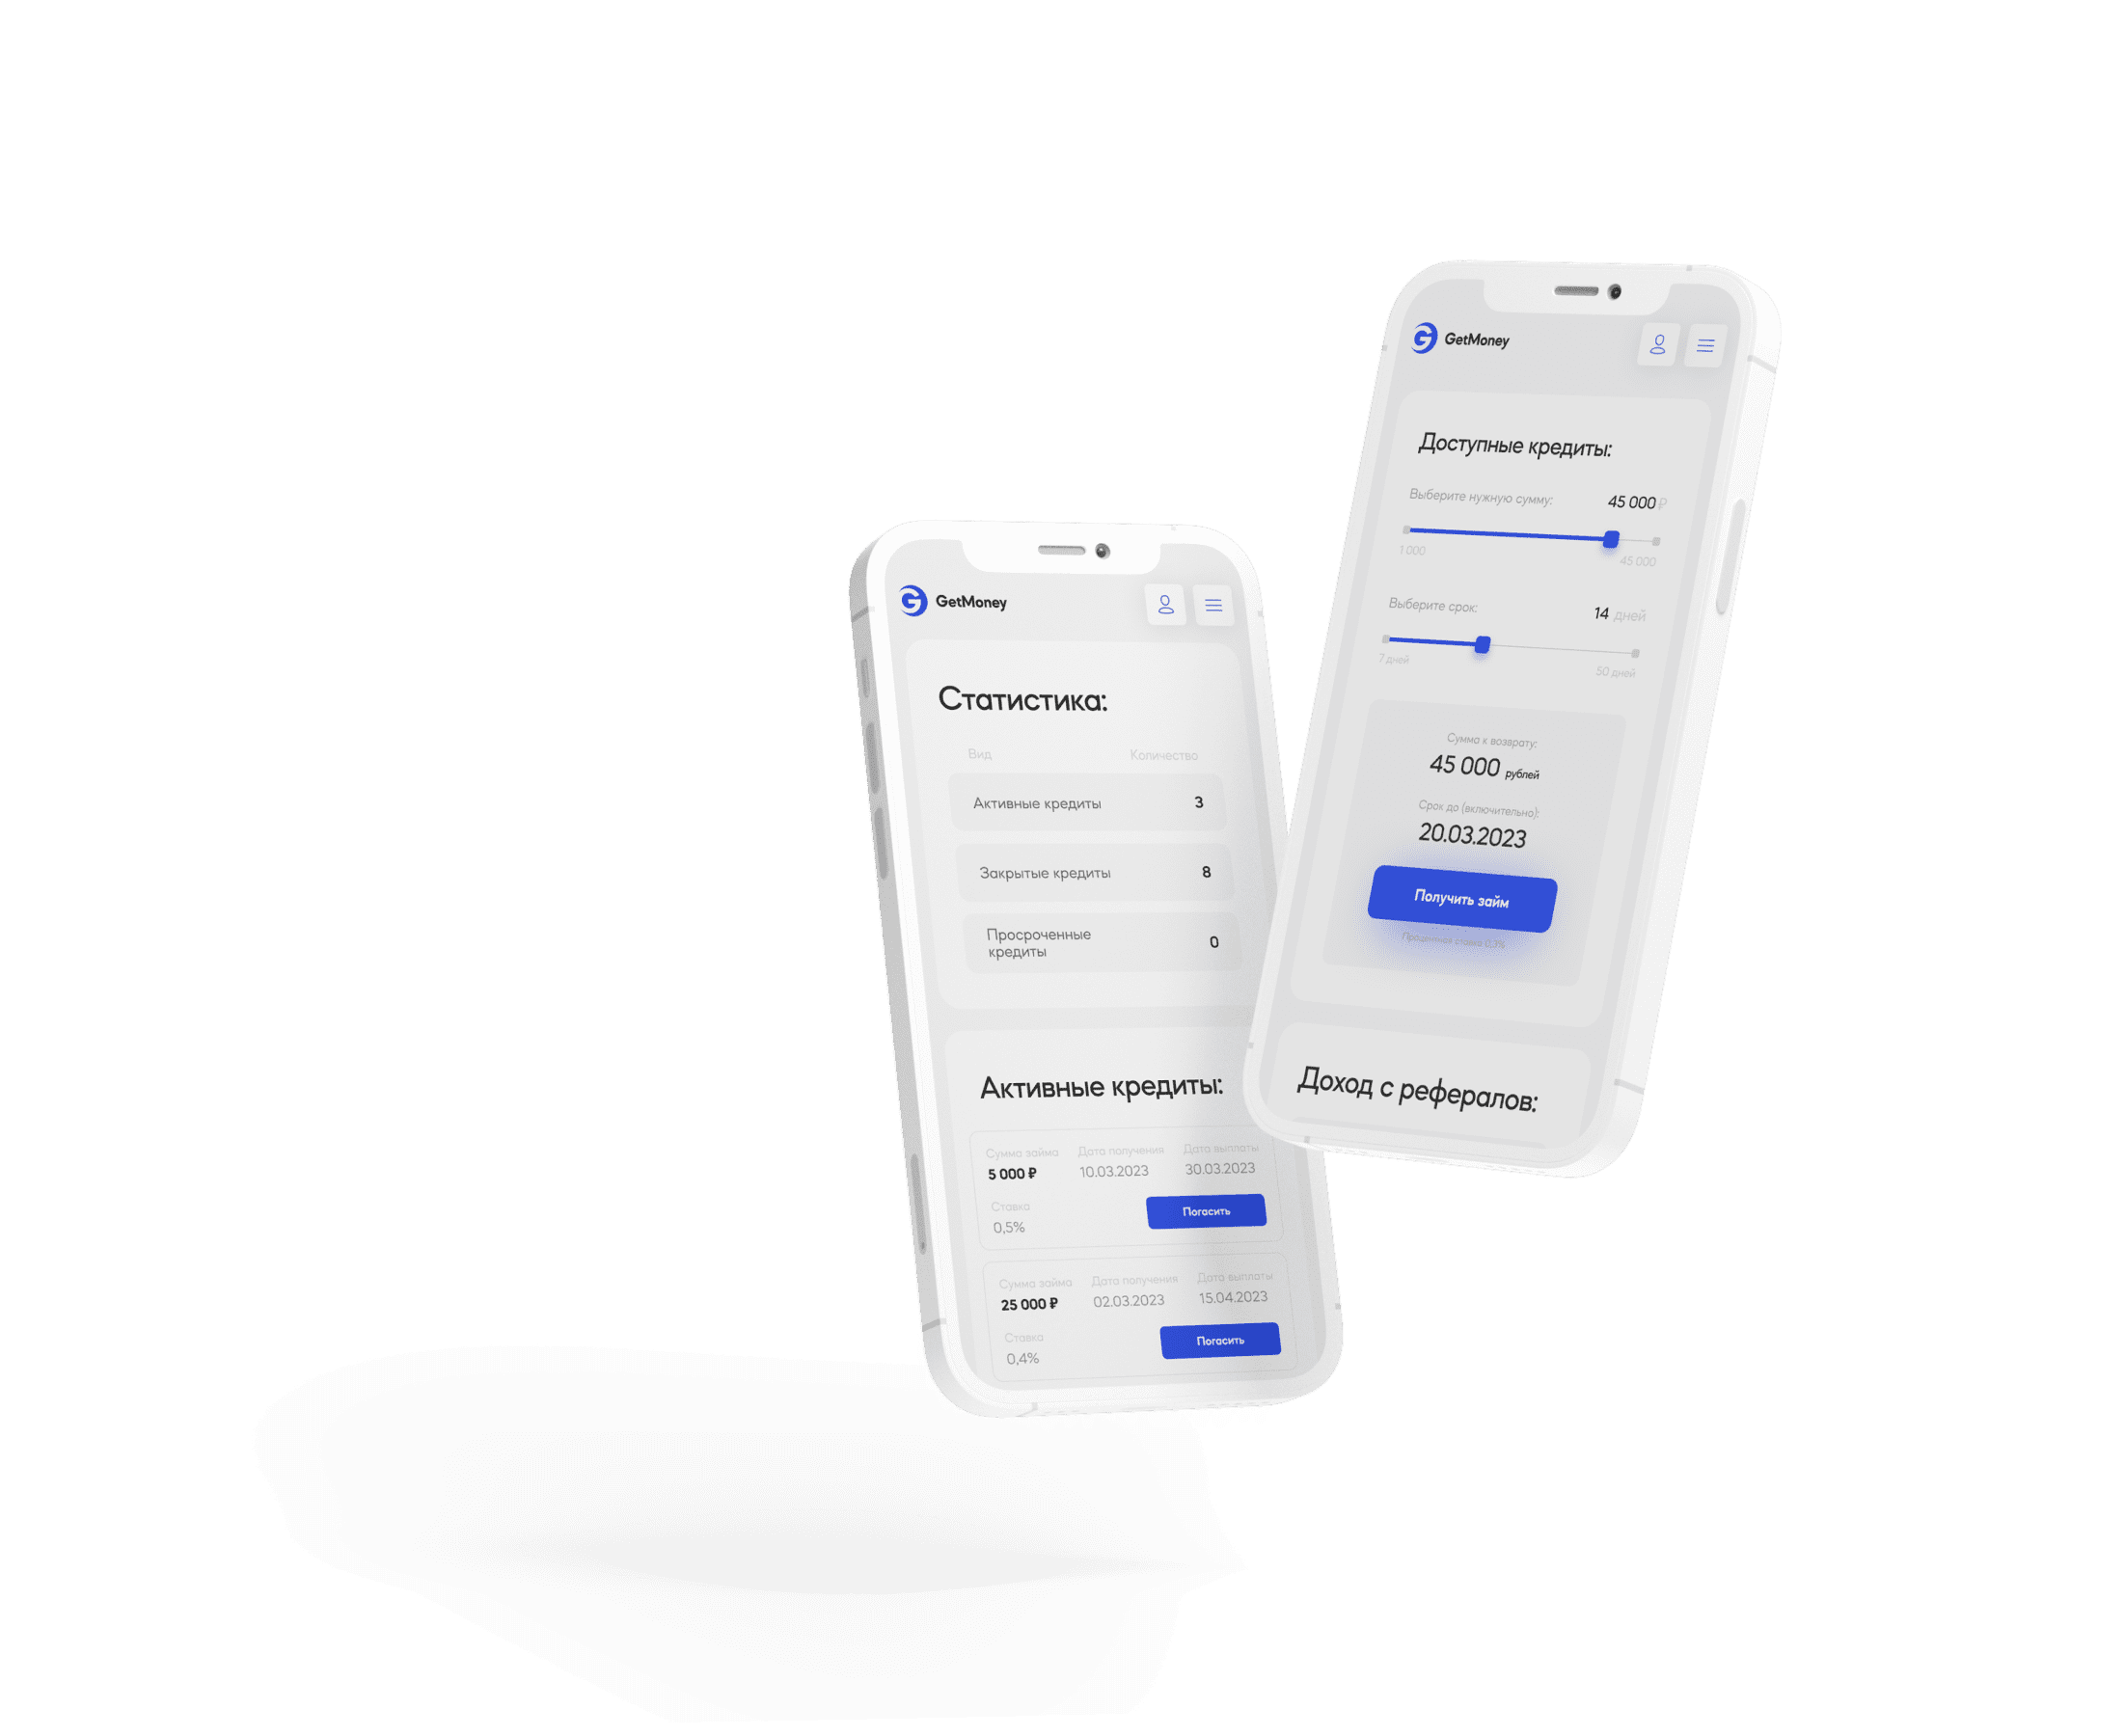 GetMoney
Статистика:
Вид Количество
Активные кредиты 3
Закрытые кредиты 8
Просроченные
кредиты 0
Активные кредиты:
Сумма займа Дата получения Дата выплаты
5 000 ₽ 10.03.2023 30.03.2023
Ставка
0,5% Погасить
Сумма займа Дата получения Дата выплаты
25 000 ₽ 02.03.2023 15.04.2023
Ставка
0,4% Погасить
GetMoney
Доступные кредиты:
Выберите нужную сумму: 45 000 ₽
1 000 45 000
Выберите срок: 14 дней
7 дней 50 дней
Сумма к возврату:
45 000 рублей
Срок до (включительно):
20.03.2023
Получить займ
Процентная ставка 0,3%
Доход с рефералов: